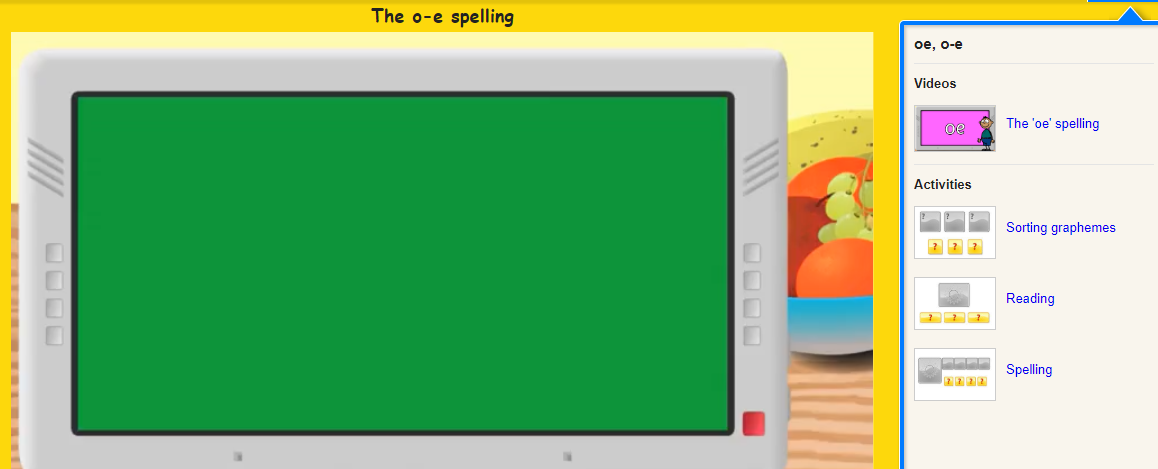 The o-e spelling
oe, o-e
Videos
oe
The 'oe' spelling
Activities
? ? ?
? ? ?
Sorting graphemes
? ? ?
Reading
? ? ? ?
Spelling